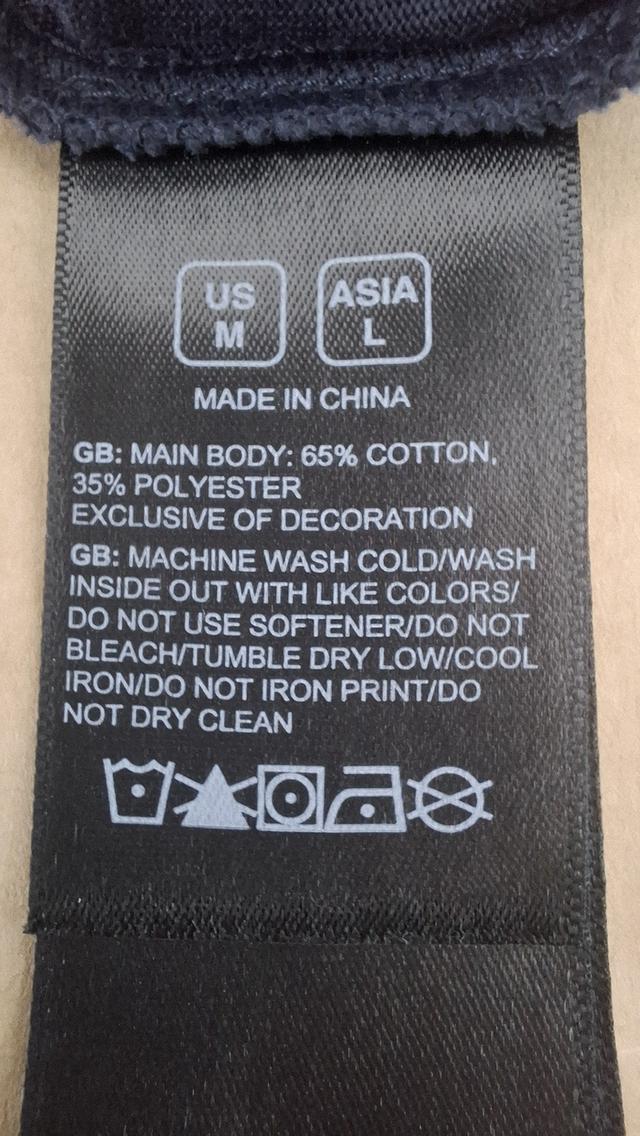 US
M
ASIA
L
MADE IN CHINA
GB: MAIN BODY: 65% COTTON,
35% POLYESTER
EXCLUSIVE OF DECORATION
GB: MACHINE WASH COLD/WASH
INSIDE OUT WITH LIKE COLORS/
DO NOT USE SOFTENER/DO NOT
BLEACH/TUMBLE DRY LOW/COOL
IRON/DO NOT IRON PRINT/DO
NOT DRY CLEAN